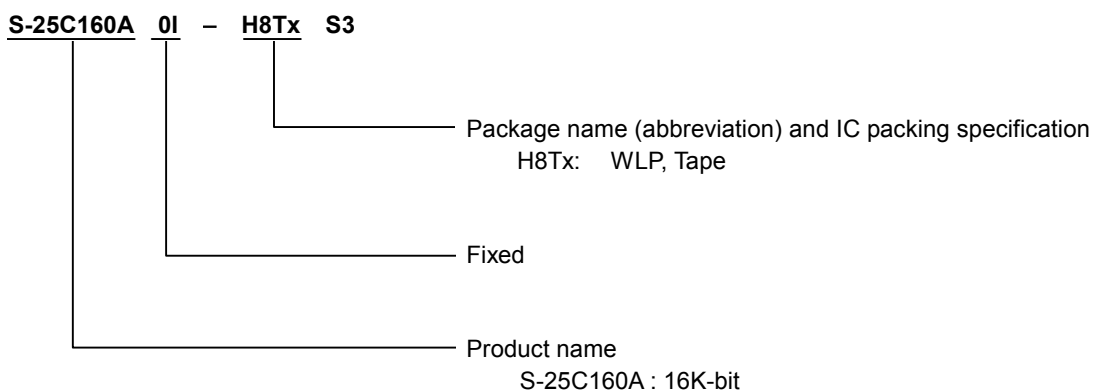 S-25C160A 0I – H8Tx S3
Package name (abbreviation) and IC packing specification
H8Tx: WLP, Tape
Fixed
Product name
S-25C160A : 16K-bit